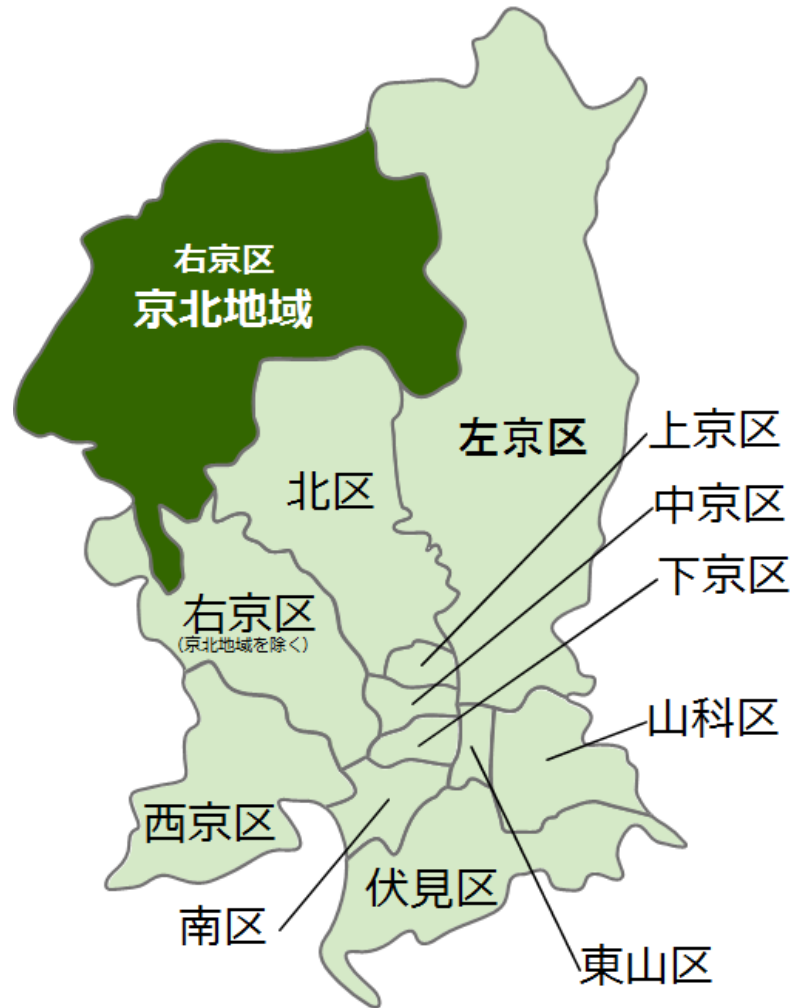 右京区
京北地域
左京区
上京区
北区
中京区
下京区
右京区
(京北地域を除く)
山科区
西京区
伏見区
南区
東山区